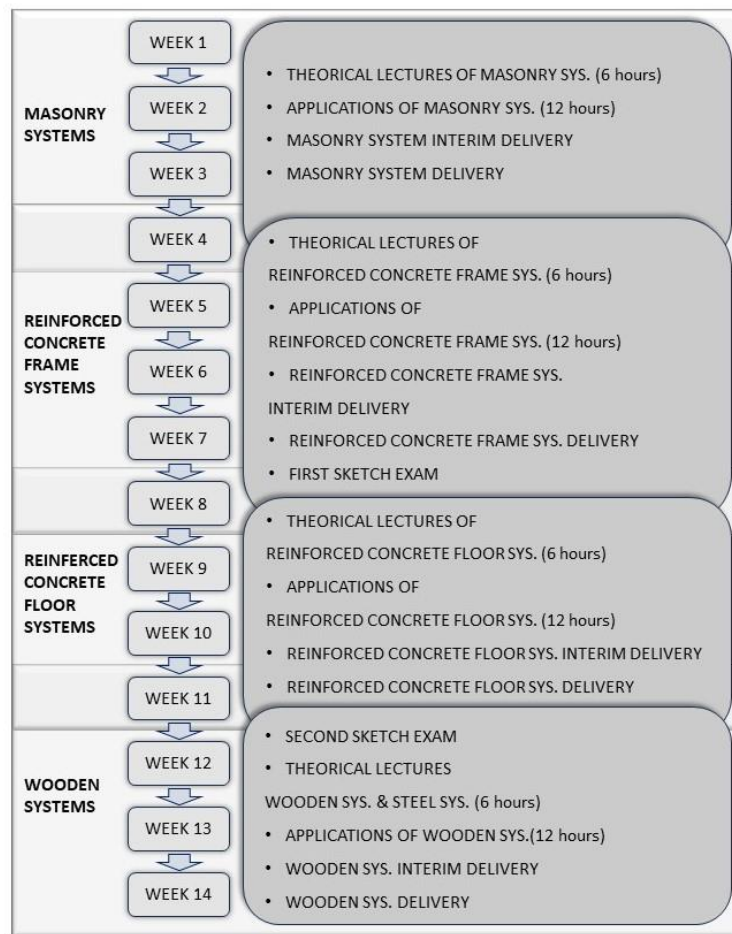 WEEK 1
WEEK 2
WEEK 3
WEEK 4
WEEK 5
WEEK 6
WEEK 7
WEEK 8
WEEK 9
WEEK 10
WEEK 11
WEEK 12
WEEK 13
WEEK 14
MASONRY
SYSTEMS
REINFORCED
CONCRETE
FRAME
SYSTEMS
REINFERCED
CONCRETE
FLOOR
SYSTEMS
WOODEN
SYSTEMS
• THEORICAL LECTURES OF MASONRY SYS. (6 hours)
• APPLICATIONS OF MASONRY SYS. (12 hours)
• MASONRY SYSTEM INTERIM DELIVERY
• MASONRY SYSTEM DELIVERY
• THEORICAL LECTURES OF
REINFORCED CONCRETE FRAME SYS. (6 hours)
• APPLICATIONS OF
REINFORCED CONCRETE FRAME SYS. (12 hours)
• REINFORCED CONCRETE FRAME SYS.
INTERIM DELIVERY
• REINFORCED CONCRETE FRAME SYS. DELIVERY
• FIRST SKETCH EXAM
• THEORICAL LECTURES OF
REINFORCED CONCRETE FLOOR SYS. (6 hours)
• APPLICATIONS OF
REINFORCED CONCRETE FLOOR SYS. (12 hours)
• REINFORCED CONCRETE FLOOR SYS. INTERIM DELIVERY
• REINFORCED CONCRETE FLOOR SYS. DELIVERY
• SECOND SKETCH EXAM
• THEORICAL LECTURES
WOODEN SYS. & STEEL SYS. (6 hours)
• APPLICATIONS OF WOODEN SYS.(12 hours)
• WOODEN SYS. INTERIM DELIVERY
• WOODEN SYS. DELIVERY